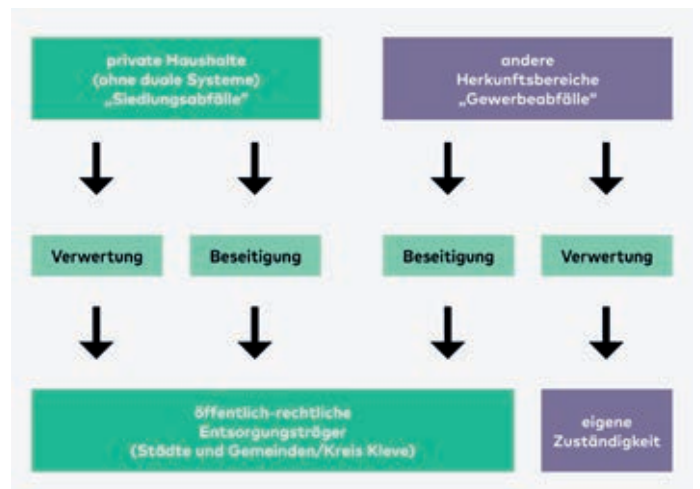 private Haushalte
(ohne duale Systeme)
„Siedlungsabfälle“
andere
Herkunftsbereiche
„Gewerbeabfälle“
Verwertung
Beseitigung
Beseitigung
Verwertung
öffentlich-rechtliche
Entsorgungsträger
(Städte und Gemeinden/Kreis Kleve)
eigene
Zuständigkeit